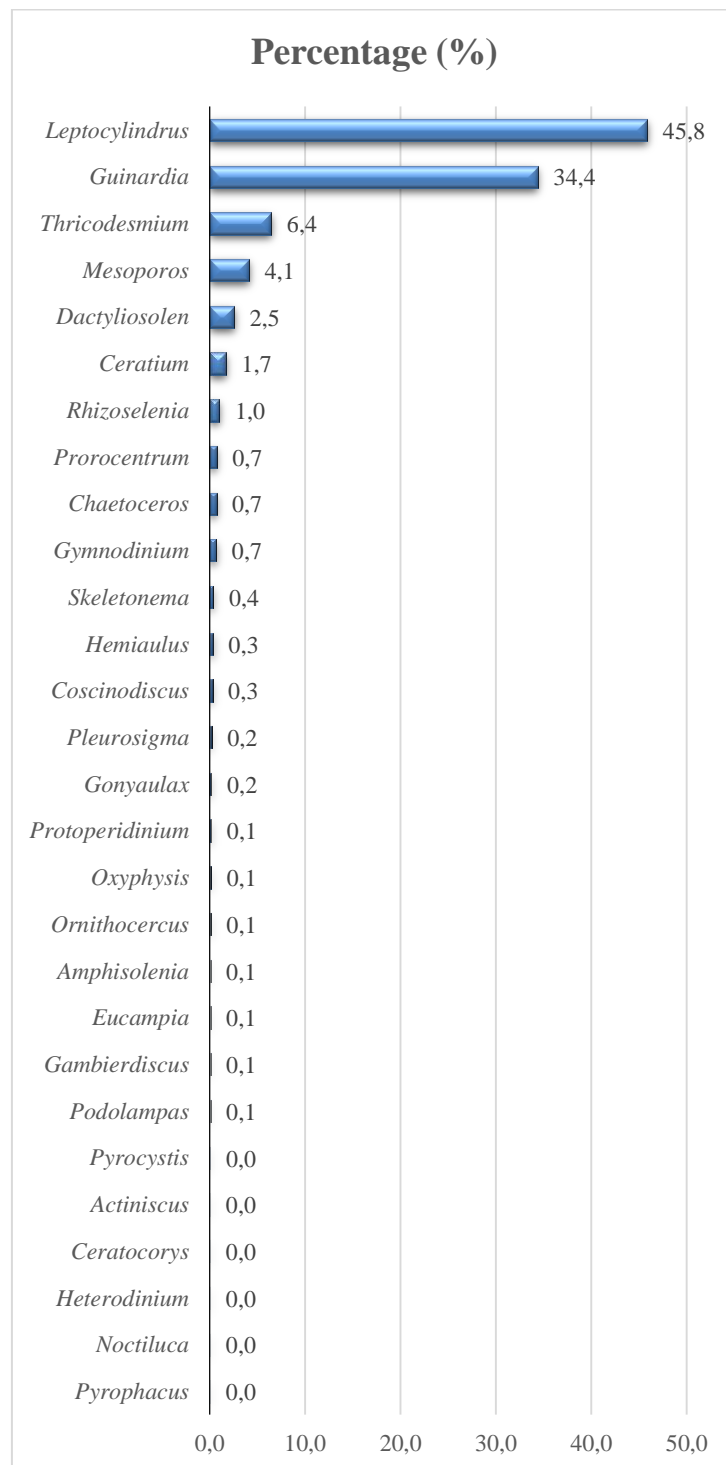 Percentage (%)
Leptocylindrus 45,8
Guinardia 34,4
Thricodesmium 6,4
Mesoporos 4,1
Dactyliosolen 2,5
Ceratium 1,7
Rhizoselenia 1,0
Prorocentrum 0,7
Chaetoceros 0,7
Gymnodinium 0,7
Skeletonema 0,4
Hemiaulus 0,3
Coscinodiscus 0,3
Pleurosigma 0,2
Gonyaulax 0,2
Protoperidinium 0,1
Oxyphysis 0,1
Ornithocercus 0,1
Amphisolenia 0,1
Eucampia 0,1
Gambierdiscus 0,1
Podolampas 0,1
Pyrocystis 0,0
Actiniscus 0,0
Ceratocorys 0,0
Heterodinium 0,0
Noctiluca 0,0
Pyrophacus 0,0
0,0 10,0 20,0 30,0 40,0 50,0